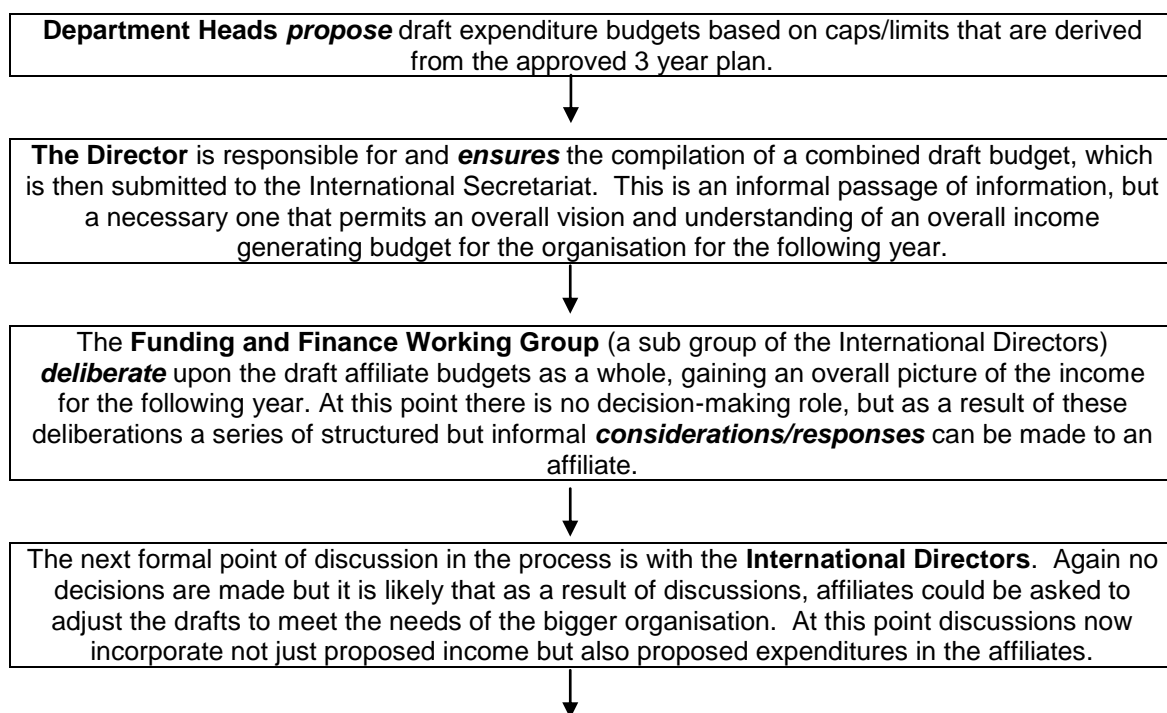 Department Heads propose draft expenditure budgets based on caps/limits that are derived
from the approved 3 year plan.
The Director is responsible for and ensures the compilation of a combined draft budget, which
is then submitted to the International Secretariat. This is an informal passage of information, but
a necessary one that permits an overall vision and understanding of an overall income
generating budget for the organisation for the following year.
The Funding and Finance Working Group (a sub group of the International Directors)
deliberate upon the draft affiliate budgets as a whole, gaining an overall picture of the income
for the following year. At this point there is no decision-making role, but as a result of these
deliberations a series of structured but informal considerations/responses can be made to an
affiliate.
The next formal point of discussion in the process is with the International Directors. Again no
decisions are made but it is likely that as a result of discussions, affiliates could be asked to
adjust the drafts to meet the needs of the bigger organisation. At this point discussions now
incorporate not just proposed income but also proposed expenditures in the affiliates.